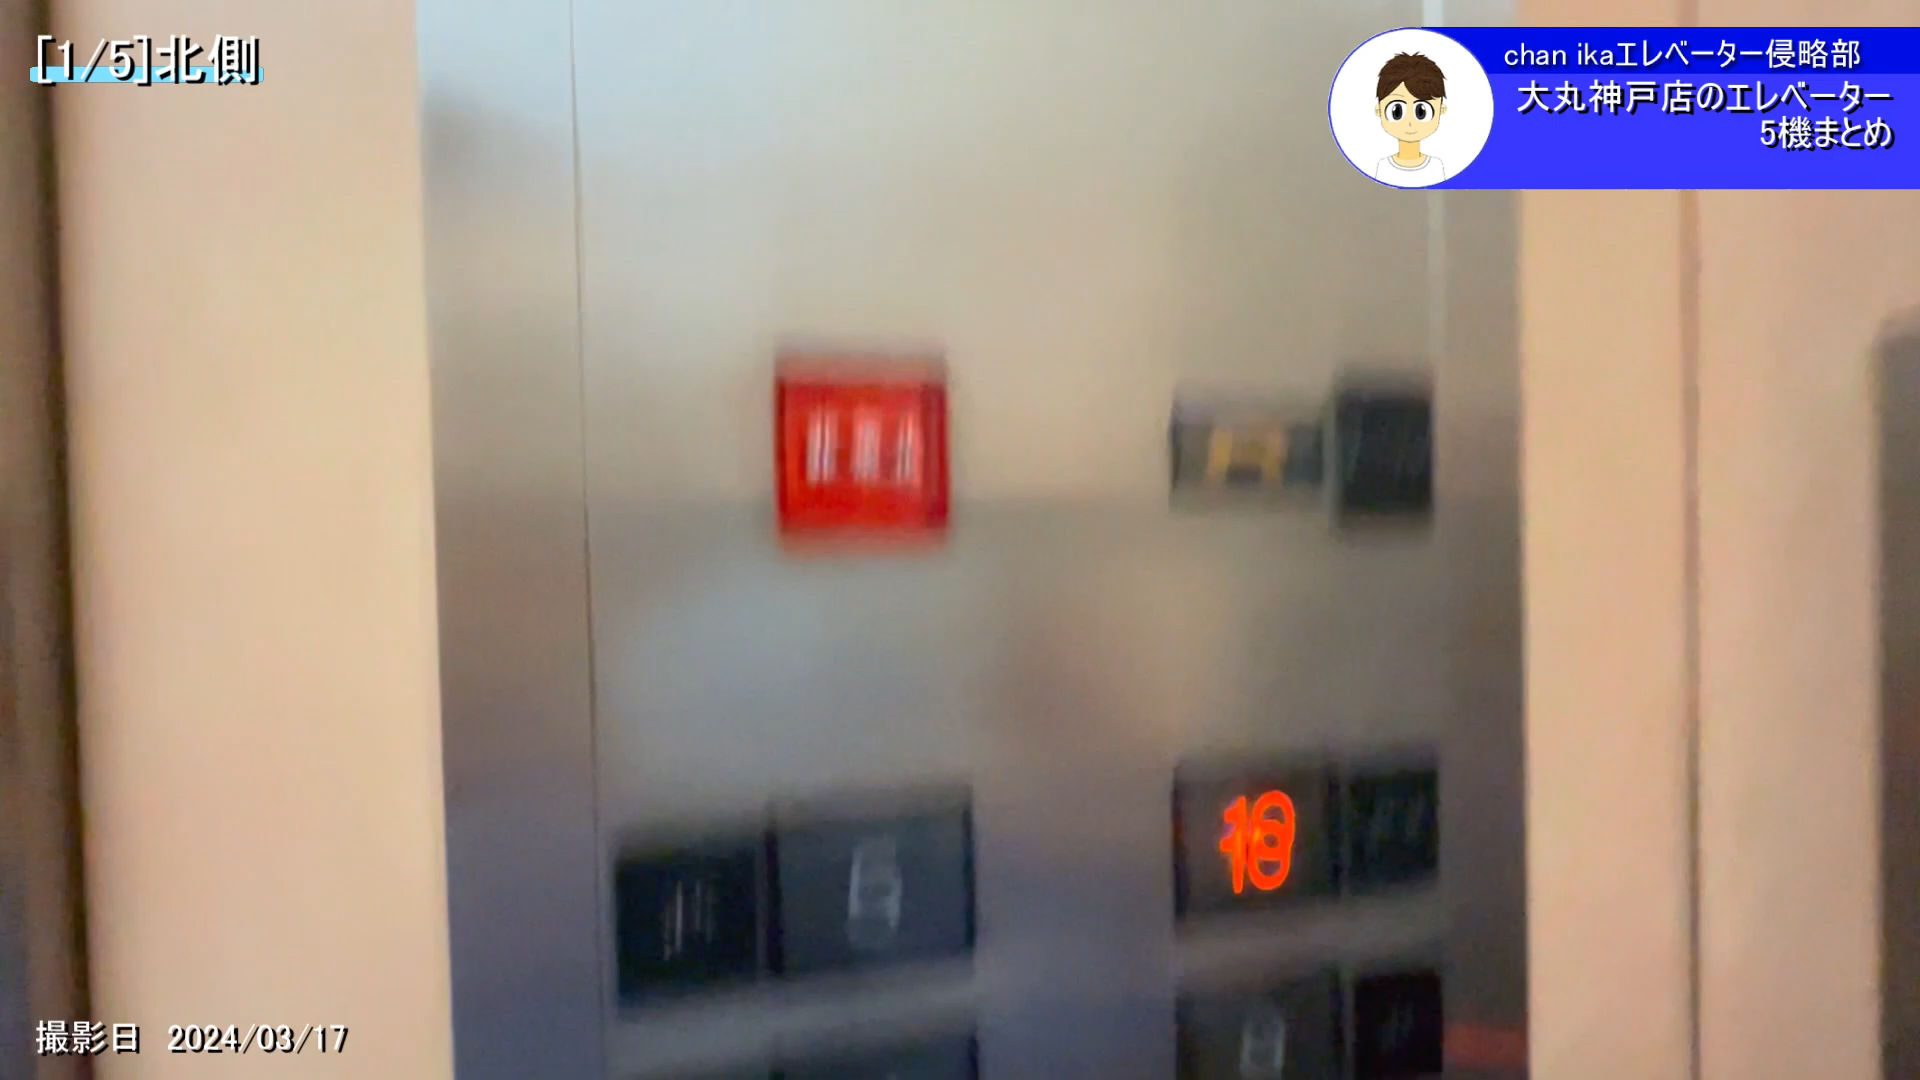 [1/5]北側
chan ikaエレベーター侵略部
大丸神戸店のエレベーター
5機まとめ
10
撮影日 2024/03/17